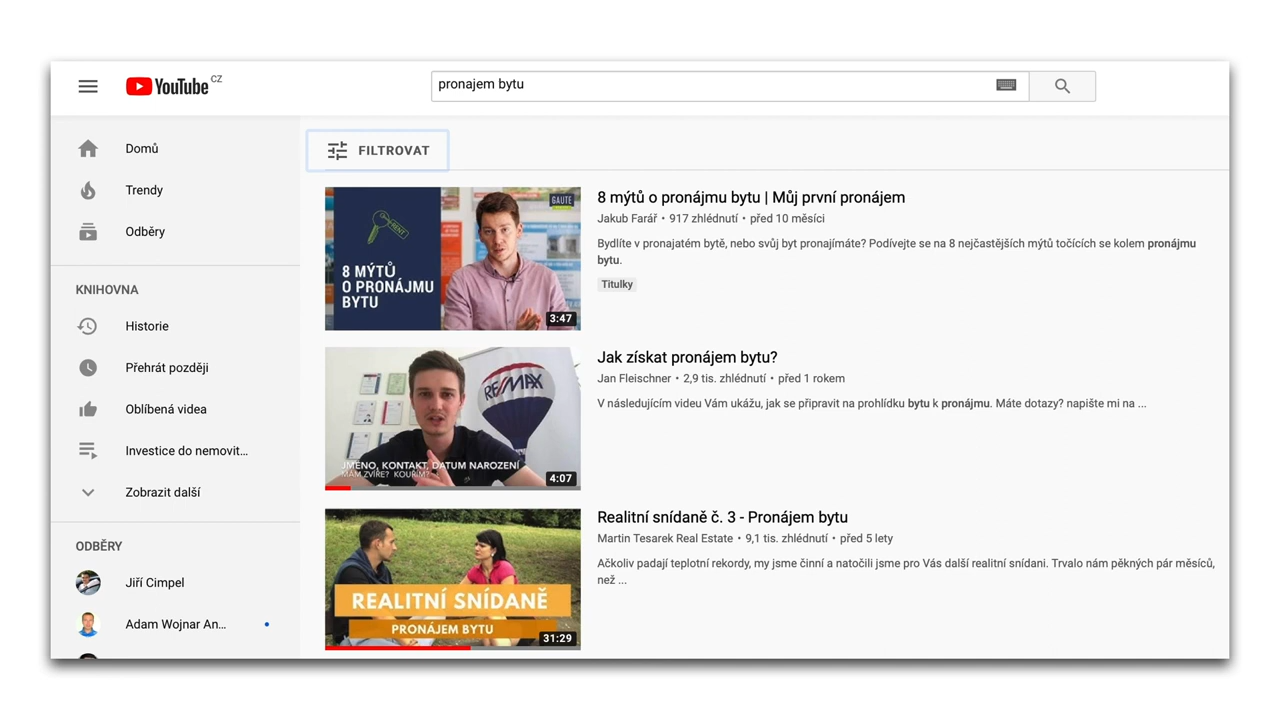 YouTube CZ
pronajem bytu
Domů
Trendy
Odběry
KNIHOVNA
Historie
Přehrát později
Oblíbená videa
Investice do nemovit...
Zobrazit další
ODBĚRY
Jiří Cimpel
Adam Wojnar An...
FILTROVAT
GAUTE
RENT
8 MÝTŮ
O PRONÁJMU
BYTU
3:47
8 mýtů o pronájmu bytu | Můj první pronájem
Jakub Farář • 917 zhlédnutí • před 10 měsíci
Bydlíte v pronajatém bytě, nebo svůj byt pronajímáte? Podívejte se na 8 nejčastějších mýtů točících se kolem pronájmu
bytu.
Titulky
RE/MAX
JMÉNO, KONTAKT, DATUM NAROZENÍ
MÁM ZVÍŘE? KOUŘÍM?
4:07
Jak získat pronájem bytu?
Jan Fleischner • 2,9 tis. zhlédnutí • před 1 rokem
V následujícím videu Vám ukážu, jak se připravit na prohlídku bytu k pronájmu. Máte dotazy? napište mi na ...
REALITNÍ SNÍDANĚ
PRONÁJEM BYTU
31:29
Realitní snídaně č. 3 - Pronájem bytu
Martin Tesarek Real Estate • 9,1 tis. zhlédnutí • před 5 lety
Ačkoliv padají teplotní rekordy, my jsme činní a natočili jsme pro Vás další realitní snídani. Trvalo nám pěkných pár měsíců,
než ...